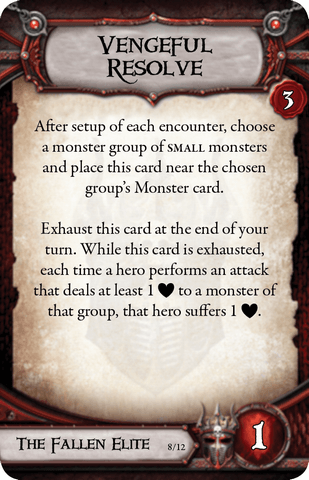 Vengeful
Resolve
3
After setup of each encounter, choose
a monster group of small monsters
and place this card near the chosen
group's Monster card.
Exhaust this card at the end of your
turn. While this card is exhausted,
each time a hero performs an attack
that deals at least 1 ♥ to a monster of
that group, that hero suffers 1 ♥.
The Fallen Elite 8/12
1